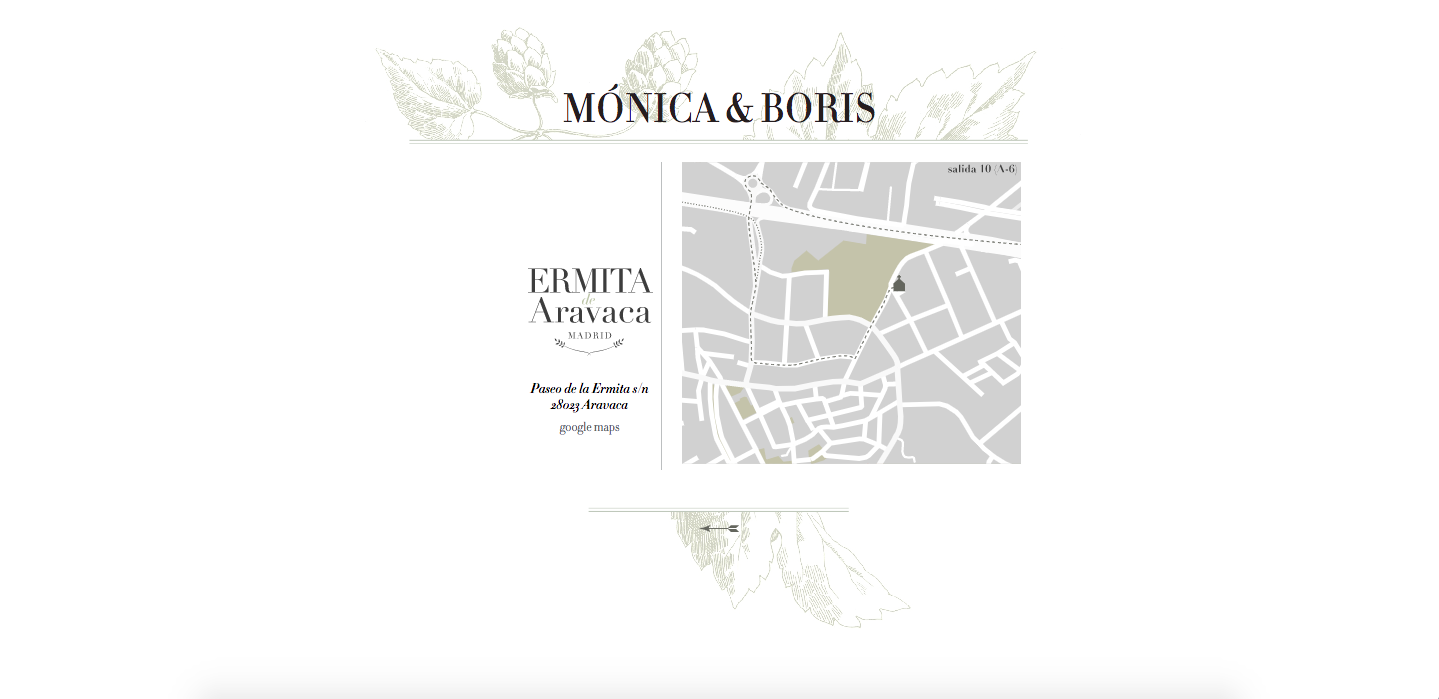 MÓNICA & BORIS
salida 10 (A-6)
ERMITA
de
Aravaca
MADRID
Paseo de la Ermita s/n
28023 Aravaca
google maps